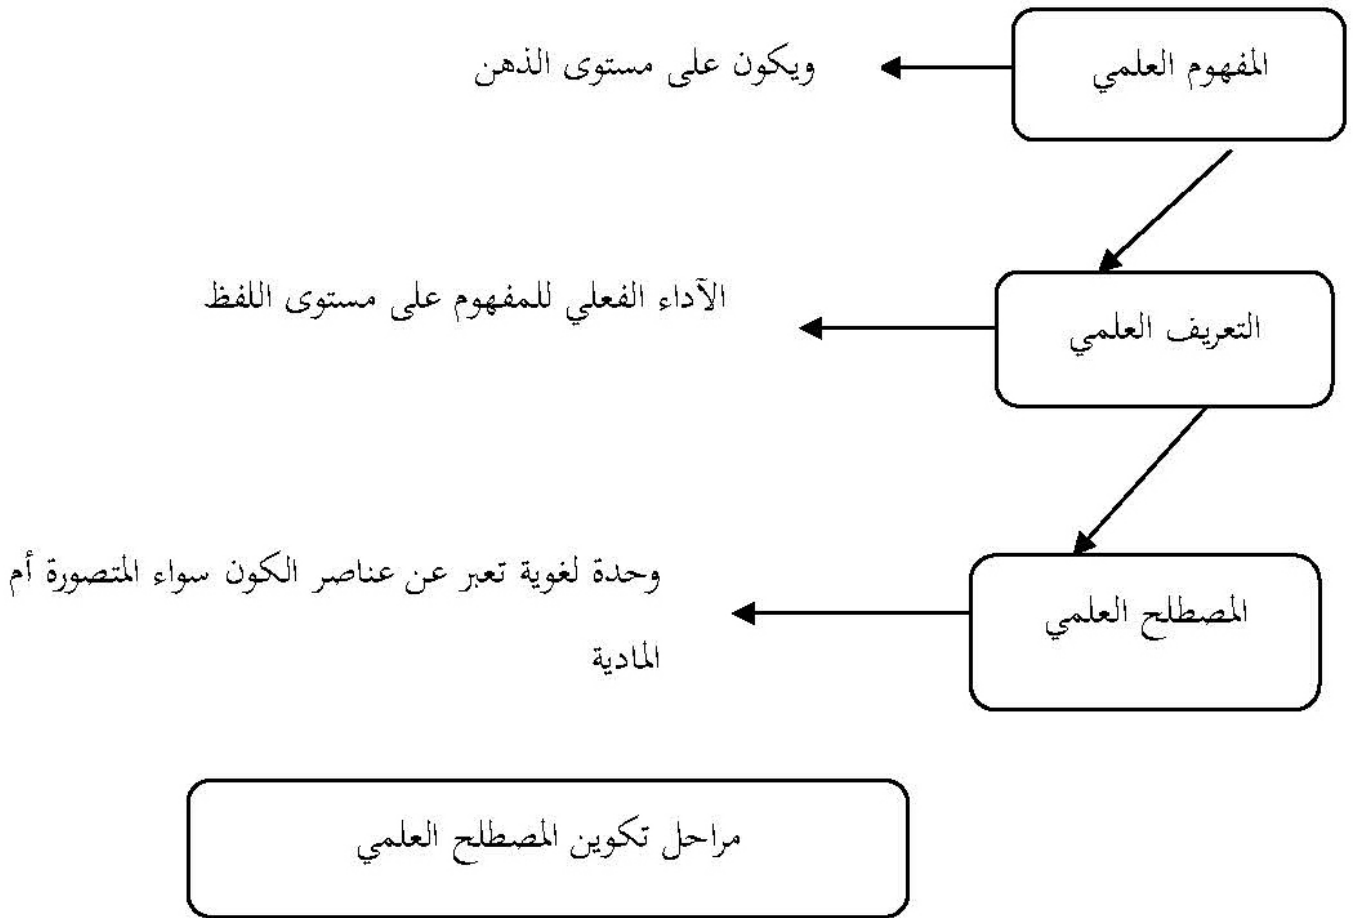 المفهوم العلمي
ويكون على مستوى الذهن
التعريف العلمي
الآداء الفعلي للمفهوم على مستوى اللفظ
المصطلح العلمي
وحدة لغوية تعبر عن عناصر الكون سواء المتصورة أم
المادية
مراحل تكوين المصطلح العلمي